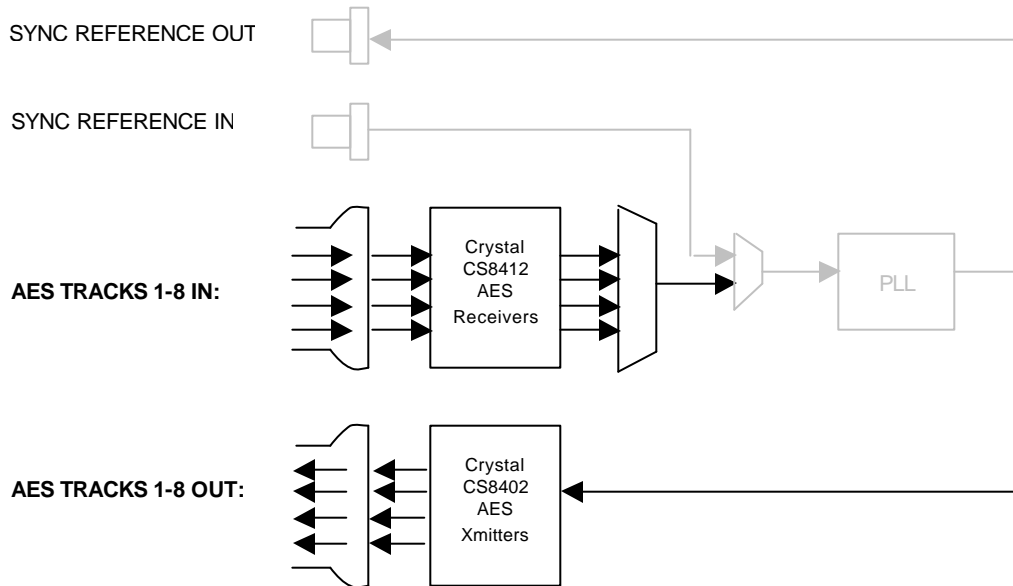 SYNC REFERENCE OUT
SYNC REFERENCE IN
AES TRACKS 1-8 IN:
Crystal
CS8412
AES
Receivers
PLL
AES TRACKS 1-8 OUT:
Crystal
CS8402
AES
Xmitters